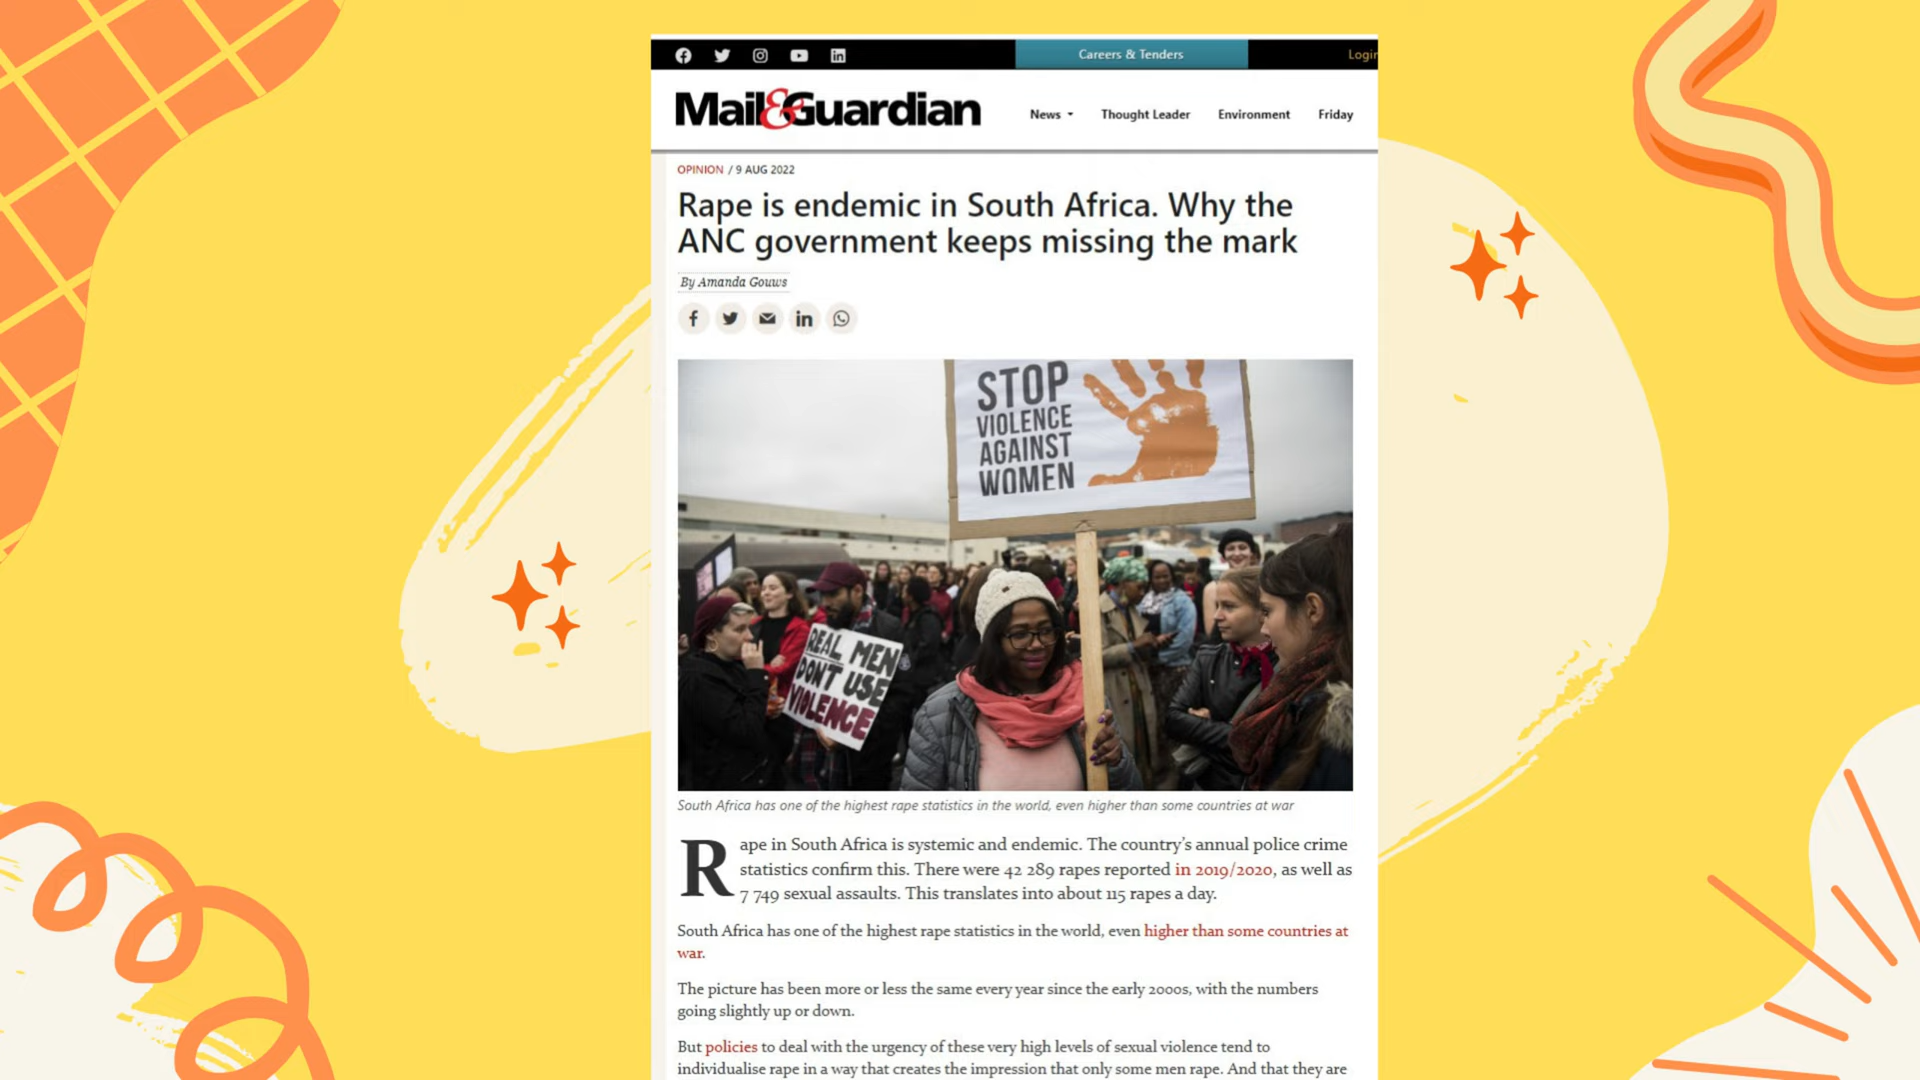 Careers & Tenders
Login
Mail&Guardian
News
Thought Leader
Environment
Friday
OPINION / 9 AUG 2022
Rape is endemic in South Africa. Why the
ANC government keeps missing the mark
By Amanda Gouws
STOP
VIOLENCE
AGAINST
WOMEN
REAL MEN
DON'T USE
VIOLENCE
South Africa has one of the highest rape statistics in the world, even higher than some countries at war
Rape in South Africa is systemic and endemic. The country's annual police crime
statistics confirm this. There were 42 289 rapes reported in 2019/2020, as well as
7 749 sexual assaults. This translates into about 115 rapes a day.
South Africa has one of the highest rape statistics in the world, even higher than some countries at
war.
The picture has been more or less the same every year since the early 2000s, with the numbers
going slightly up or down.
But policies to deal with the urgency of these very high levels of sexual violence tend to
individualise rape in a way that creates the impression that only some men rape. And that they are